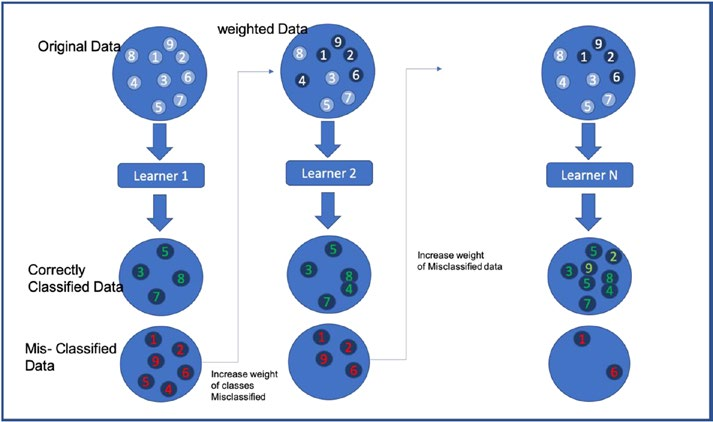 Original Data
9
8 1 2
4 3 6
5 7
weighted Data
9
8 1 2
4 3 6
5 7
9
8 1 2
4 3 6
5 7
Learner 1
Learner 2
Learner N
Correctly
Classified Data
5
3 8
7
5
3 8
4
7
Increase weight
of Misclassified data
5 2
3 9 8
5 4
7
Mis- Classified
Data
1 2
9 6
5 4
Increase weight
of classes
Misclassified
1 2
9 6
1
6